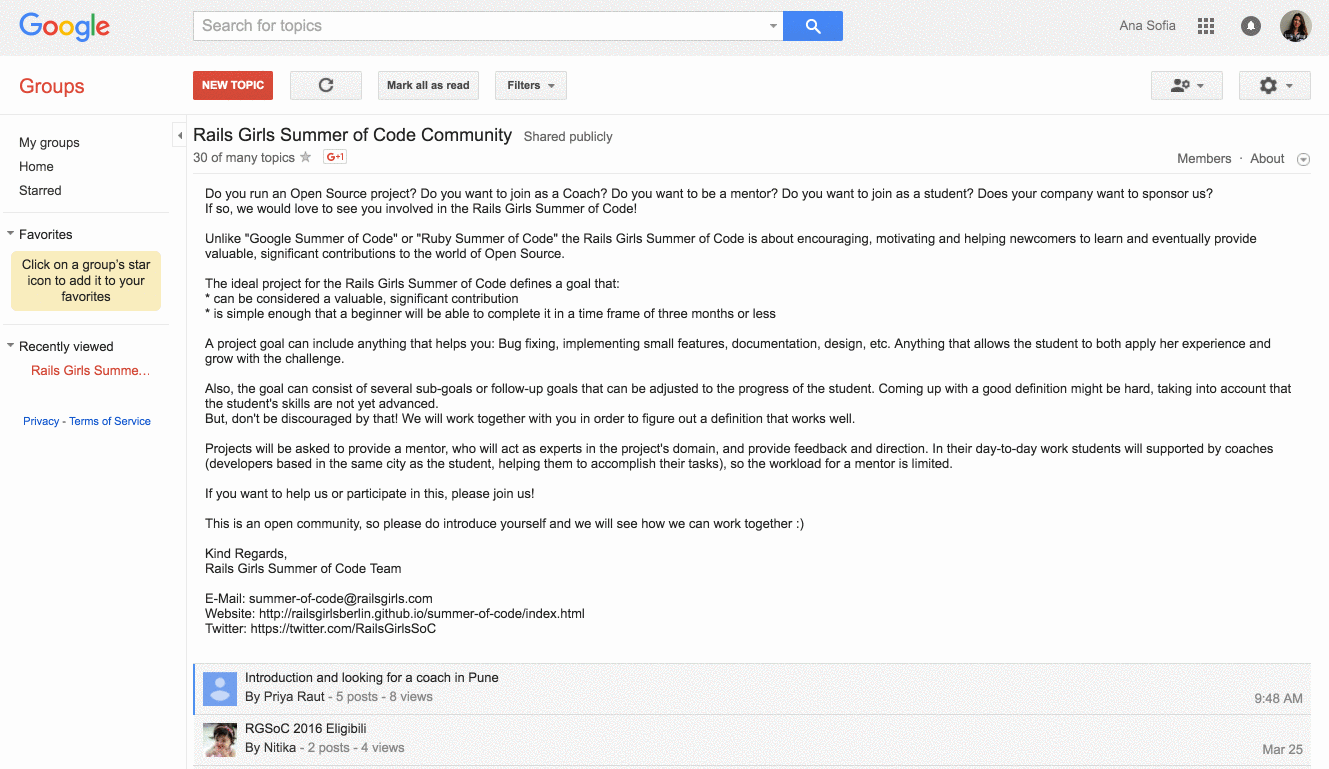 Google
Search for topics
Ana Sofia
Groups
NEW TOPIC
Mark all as read
Filters
My groups
Home
Starred
Favorites
Click on a group's star
icon to add it to your
favorites
Recently viewed
Rails Girls Summe...
Privacy - Terms of Service
Rails Girls Summer of Code Community Shared publicly
30 of many topics G+1
Members · About
Do you run an Open Source project? Do you want to join as a Coach? Do you want to be a mentor? Do you want to join as a student? Does your company want to sponsor us?
If so, we would love to see you involved in the Rails Girls Summer of Code!
Unlike "Google Summer of Code" or "Ruby Summer of Code" the Rails Girls Summer of Code is about encouraging, motivating and helping newcomers to learn and eventually provide
valuable, significant contributions to the world of Open Source.
The ideal project for the Rails Girls Summer of Code defines a goal that:
* can be considered a valuable, significant contribution
* is simple enough that a beginner will be able to complete it in a time frame of three months or less
A project goal can include anything that helps you: Bug fixing, implementing small features, documentation, design, etc. Anything that allows the student to both apply her experience and
grow with the challenge.
Also, the goal can consist of several sub-goals or follow-up goals that can be adjusted to the progress of the student. Coming up with a good definition might be hard, taking into account that
the student's skills are not yet advanced.
But, don't be discouraged by that! We will work together with you in order to figure out a definition that works well.
Projects will be asked to provide a mentor, who will act as experts in the project's domain, and provide feedback and direction. In their day-to-day work students will supported by coaches
(developers based in the same city as the student, helping them to accomplish their tasks), so the workload for a mentor is limited.
If you want to help us or participate in this, please join us!
This is an open community, so please do introduce yourself and we will see how we can work together :)
Kind Regards,
Rails Girls Summer of Code Team
E-Mail: summer-of-code@railsgirls.com
Website: http://railsgirlsberlin.github.io/summer-of-code/index.html
Twitter: https://twitter.com/RailsGirlsSoC
Introduction and looking for a coach in Pune
By Priya Raut - 5 posts - 8 views
9:48 AM
RGSoC 2016 Eligibili
By Nitika - 2 posts - 4 views
Mar 25